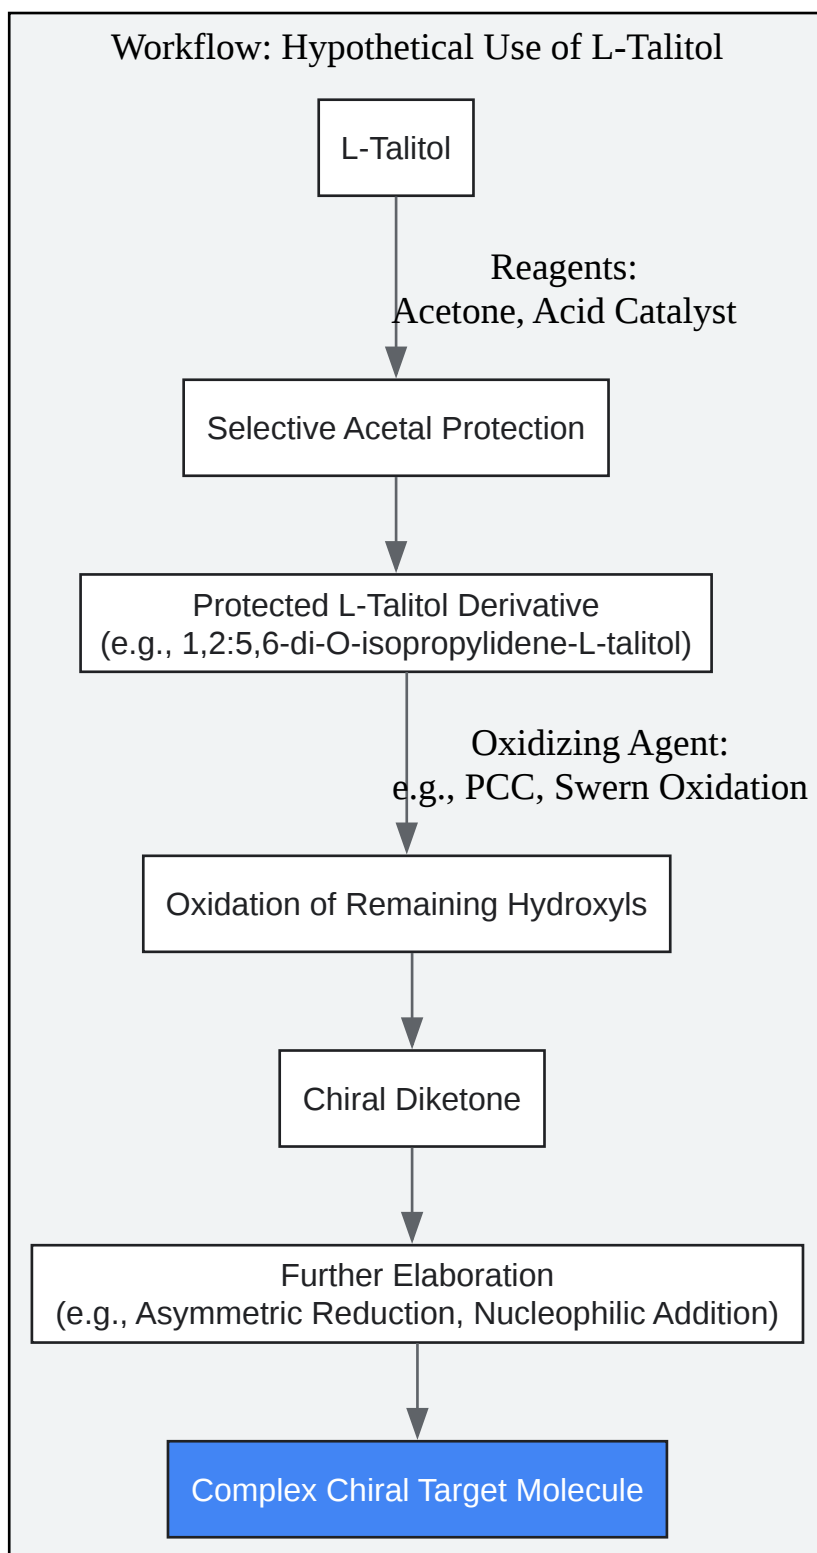 Workflow: Hypothetical Use of L-Talitol
L-Talitol
Reagents:
Acetone, Acid Catalyst
Selective Acetal Protection
Protected L-Talitol Derivative
(e.g., 1,2:5,6-di-O-isopropylidene-L-talitol)
Oxidizing Agent:
e.g., PCC, Swern Oxidation
Oxidation of Remaining Hydroxyls
Chiral Diketone
Further Elaboration
(e.g., Asymmetric Reduction, Nucleophilic Addition)
Complex Chiral Target Molecule